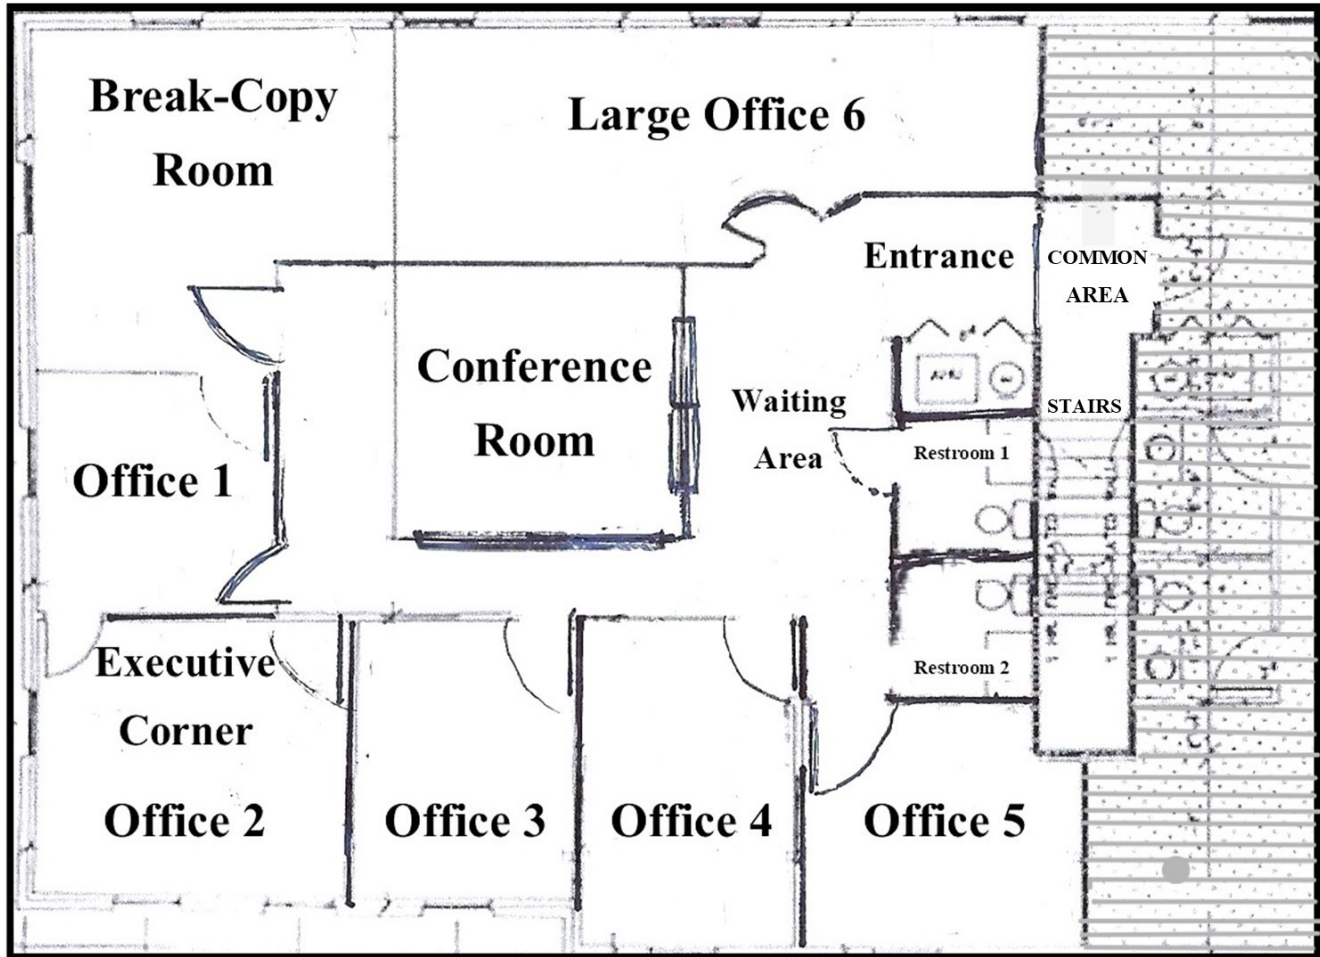 Break-Copy
Room
Large Office 6
Entrance
COMMON
AREA
Conference
Room
Waiting
Area
STAIRS
Restroom 1
Office 1
Executive
Corner
Office 2
Office 3
Office 4
Restroom 2
Office 5